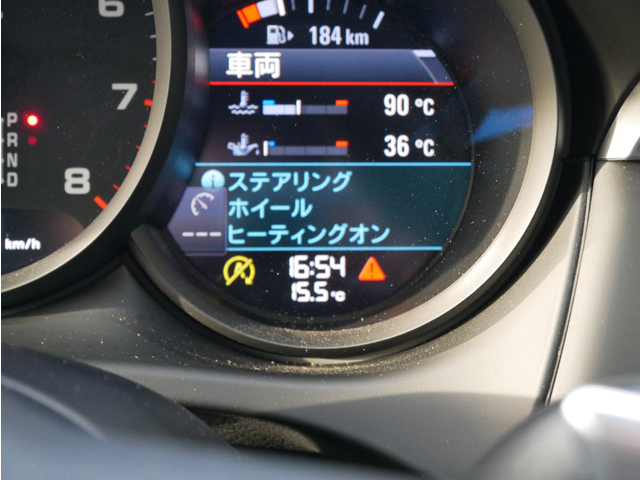 6
7
8
P
R
N
D
km/h
184 km
車両
90 °C
36 °C
ステアリング
ホイール
---
ヒーティングオン
16:54
15.5°C